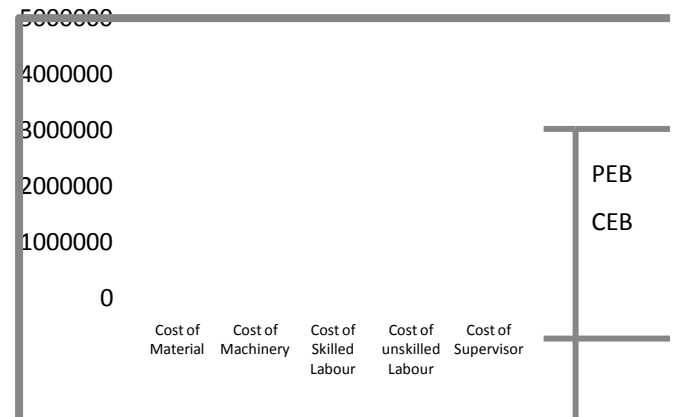 5000000
4000000
3000000
2000000
1000000
0
PEB
CEB
Cost of Material
Cost of Machinery
Cost of Skilled Labour
Cost of unskilled Labour
Cost of Supervisor